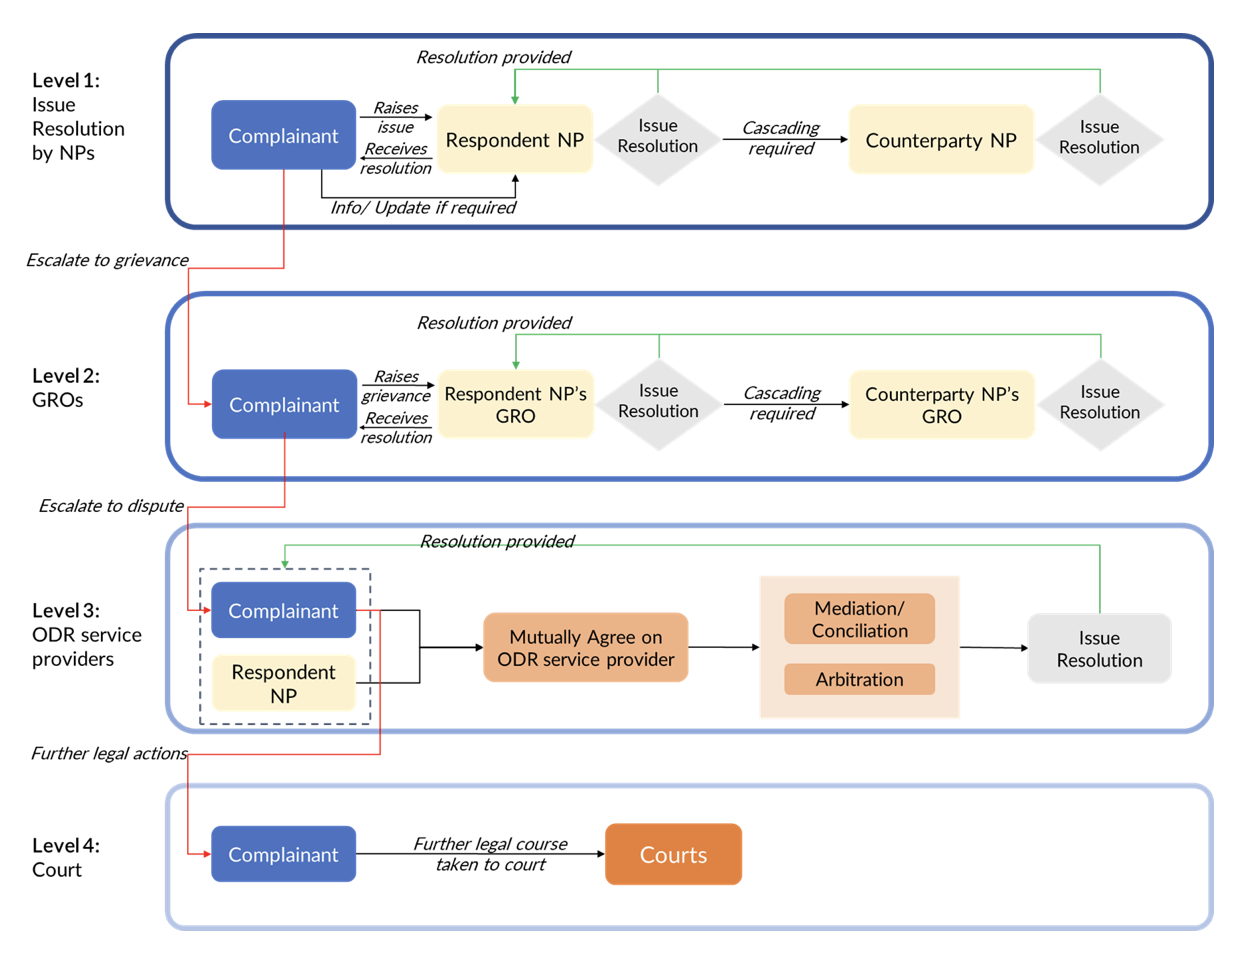 Resolution provided
Level 1:
Issue
Resolution
by NPs
Complainant
Raises
issue
Receives
resolution
Respondent NP
Issue
Resolution
Cascading
required
Counterparty NP
Issue
Resolution
Info/ Update if required
Escalate to grievance
Resolution provided
Level 2:
GROs
Complainant
Raises
grievance
Receives
resolution
Respondent NP's
GRO
Issue
Resolution
Cascading
required
Counterparty NP's
GRO
Issue
Resolution
Escalate to dispute
Resolution provided
Level 3:
ODR service
providers
Complainant
Respondent
NP
Mutually Agree on
ODR service provider
Mediation/
Conciliation
Arbitration
Issue
Resolution
Further legal actions
Level 4:
Court
Complainant
Further legal course
taken to court
Courts